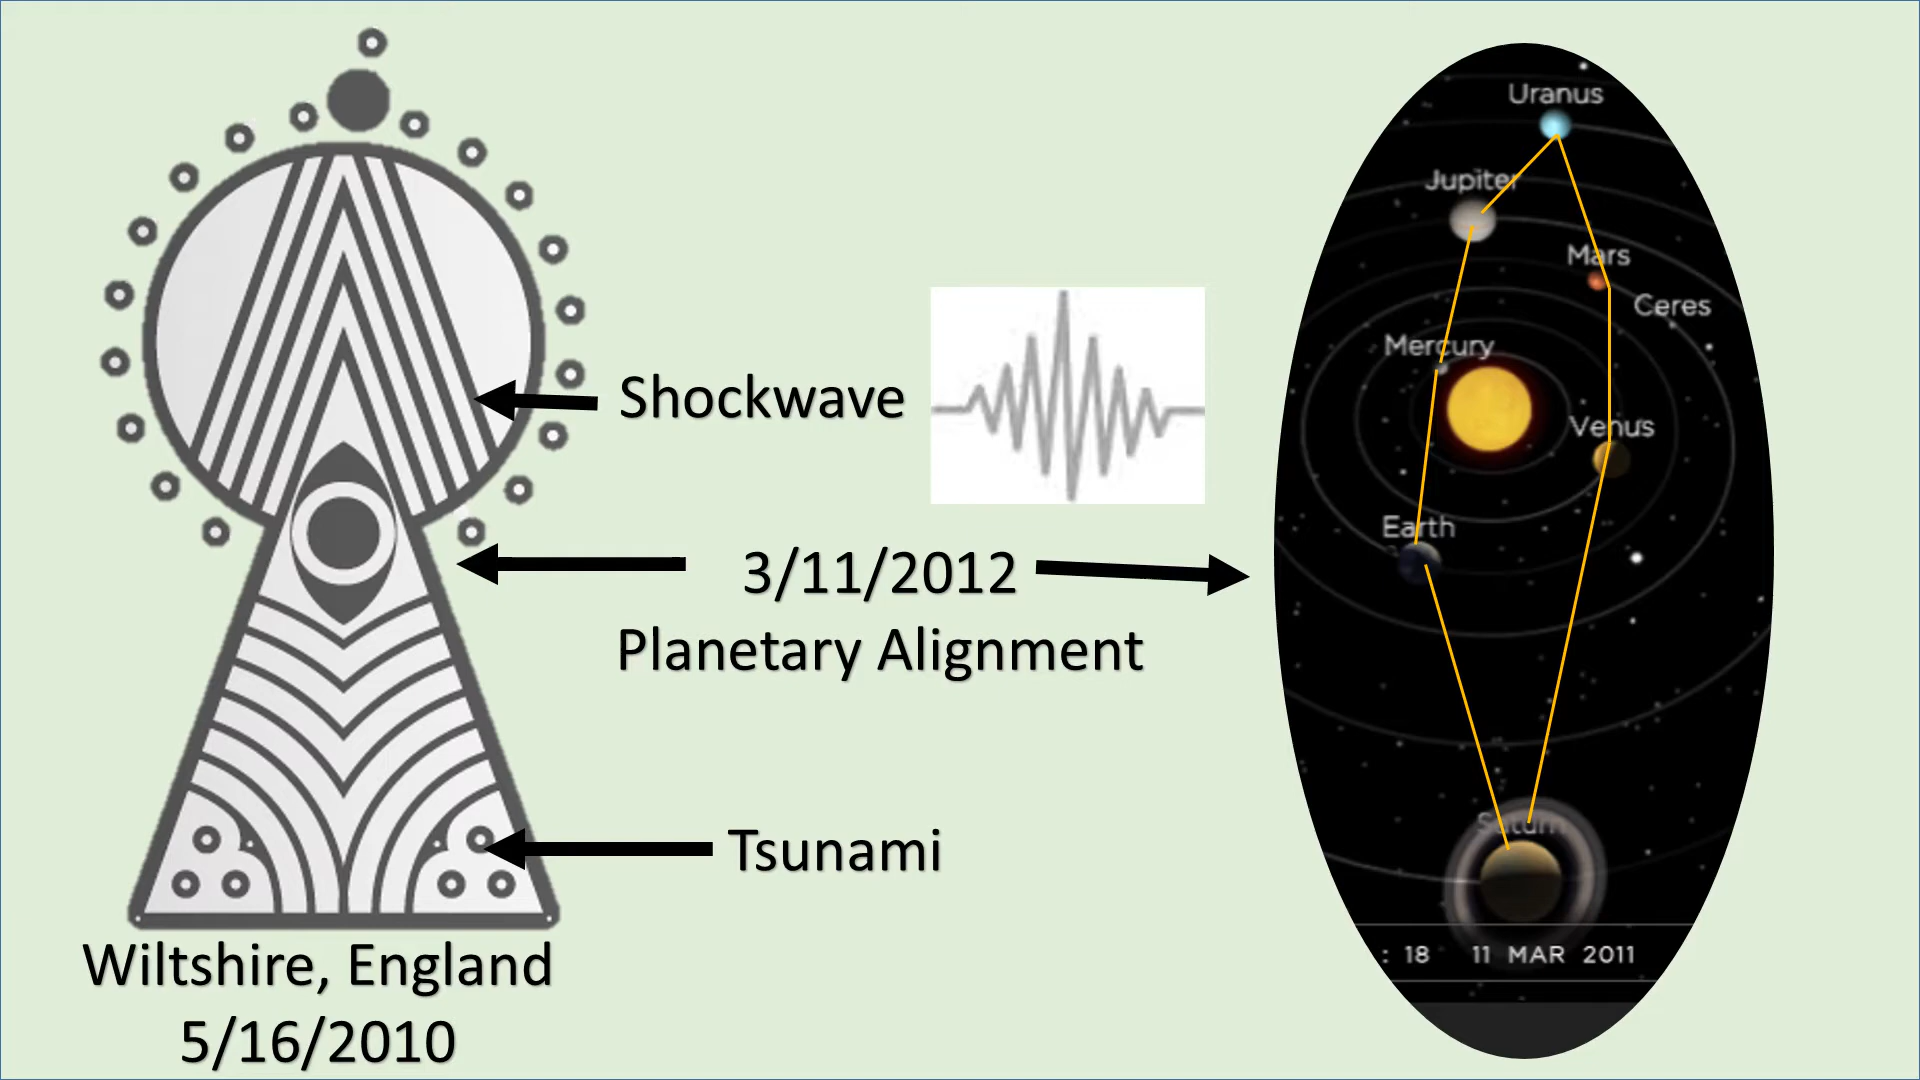 Uranus
Jupiter
Mars
Ceres
Mercury
Shockwave
Venus
Earth
3/11/2012
Planetary Alignment
Saturn
Tsunami
: 18 11 MAR 2011
Wiltshire, England
5/16/2010